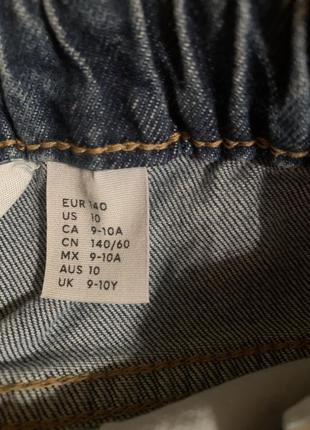 EUR 140
US 10
CA 9-10A
CN 140/60
MX 9-10A
AUS 10
UK 9-10Y